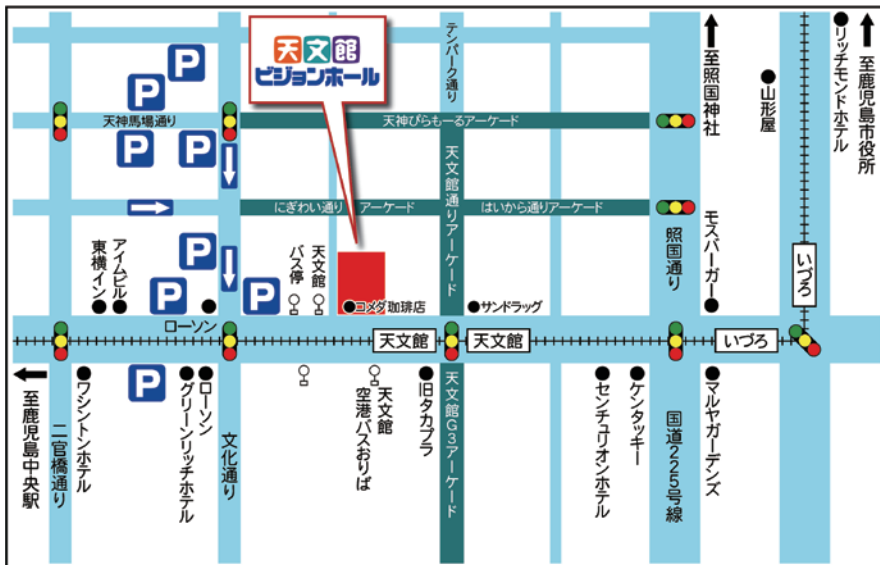 天文館
ビジョンホール
テンパーク通り
至照国神社
山形屋
リッチモンドホテル
至鹿児島市役所
P
P
天神馬場通り
天神ぴらもーるアーケード
P
P
天文館通りアーケード
にぎわい通り アーケード
はいから通りアーケード
照国通り
モスバーガー
いづろ
東横イン
アイムビル
P
P
ローソン
P
天文館
バス停
コメダ珈琲店
サンドラッグ
天文館
天文館
いづろ
至鹿児島中央駅
二官橋通り
ワシントンホテル
P
グリーンリッチホテル
ローソン
文化通り
天文館
空港バスおりば
旧タカプラ
天文館G3アーケード
センチュリオンホテル
ケンタッキー
国道225号線
マルヤガーデンズ